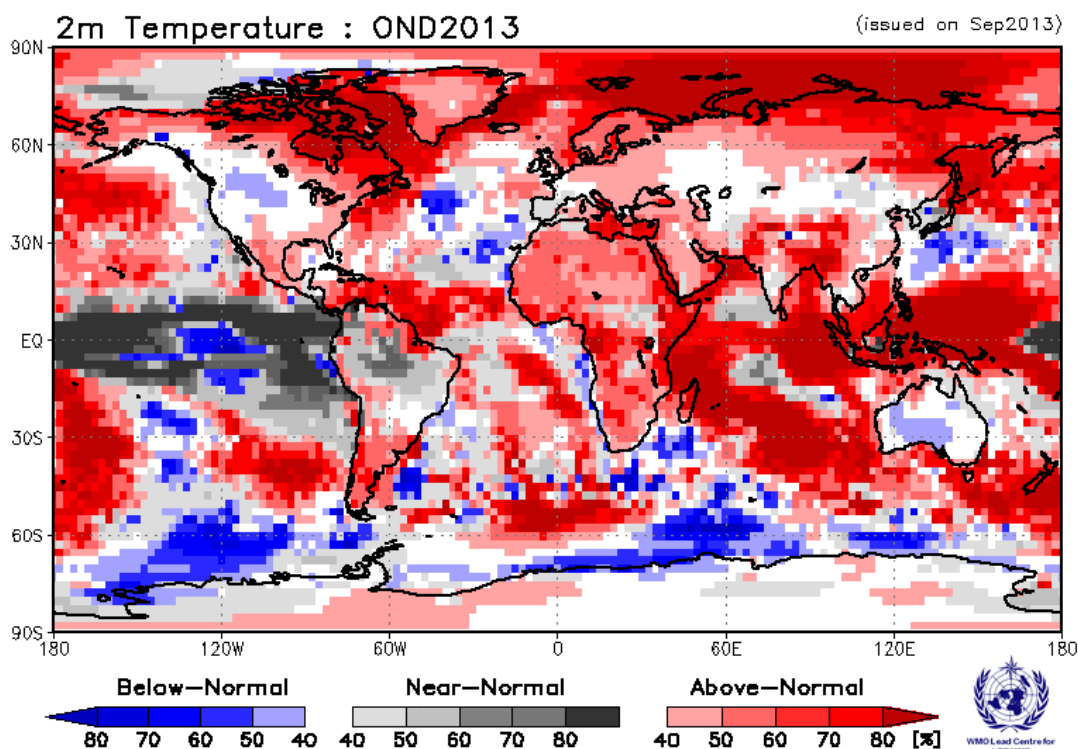 2m Temperature : OND2013
(issued on Sep2013)
90N
60N
30N
EQ
30S
60S
90S
180 120W 60W 0 60E 120E 180
Below-Normal Near-Normal Above-Normal
80 70 60 50 40 40 50 60 70 80 40 50 60 70 80 [%]
WMO Lead Centre for